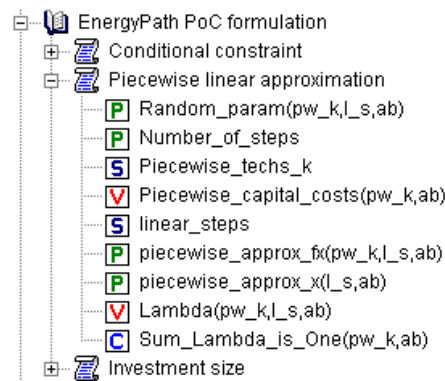 EnergyPath PoC formulation
Conditional constraint
Piecewise linear approximation
P Random_param(pw_k,l_s,ab)
P Number_of_steps
S Piecewise_techs_k
V Piecewise_capital_costs(pw_k,ab)
S linear_steps
P piecewise_approx_fx(pw_k,l_s,ab)
P piecewise_approx_x(l_s,ab)
V Lambda(pw_k,l_s,ab)
C Sum_Lambda_is_One(pw_k,ab)
Investment size